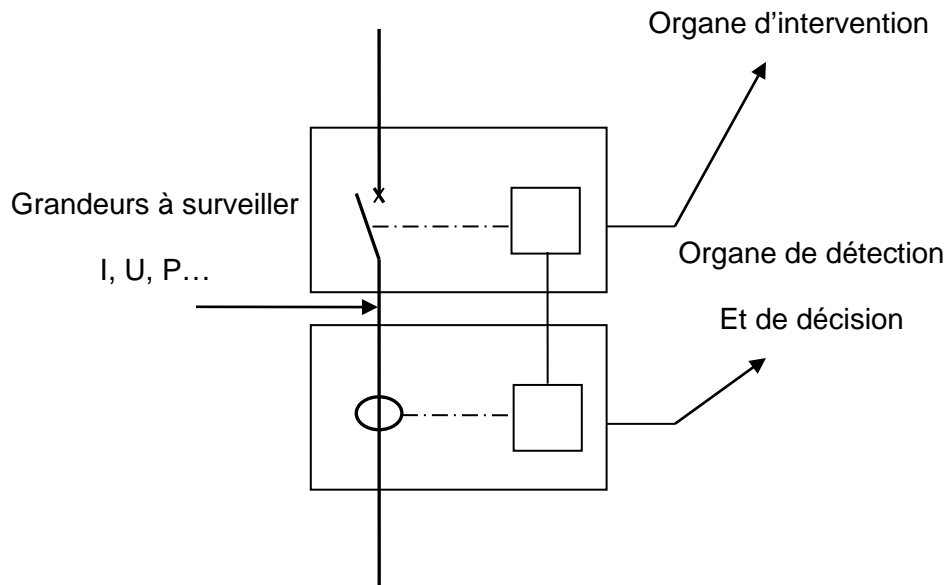 Organe d'intervention
Grandeurs à surveiller
I, U, P…
Organe de détection
Et de décision